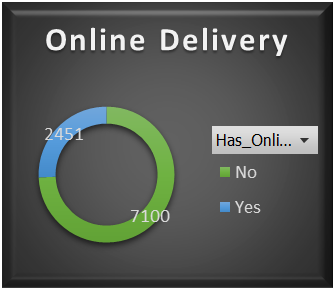 Online Delivery
2451
Has_Onli...
No
Yes
7100